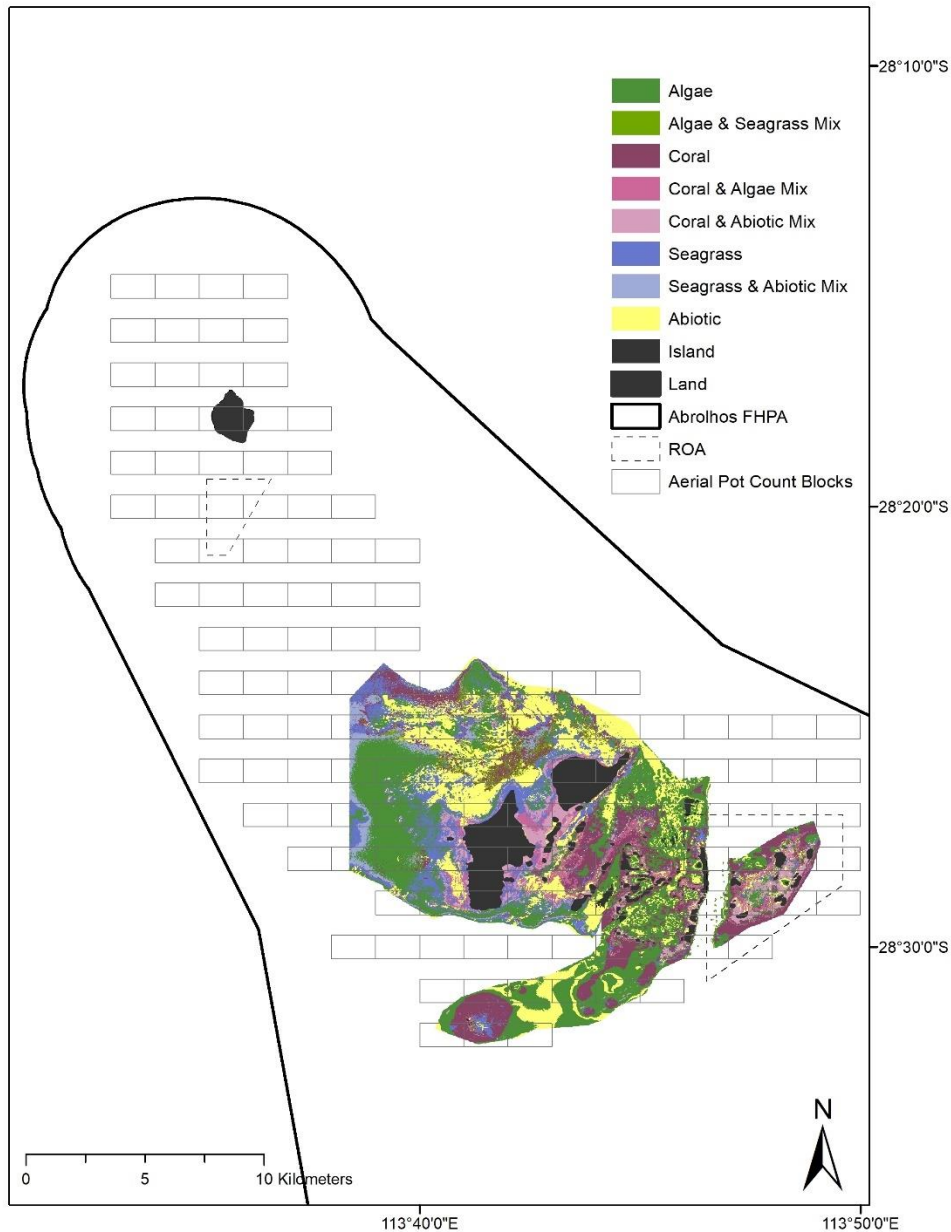 28°10'0"S
Algae
Algae & Seagrass Mix
Coral
Coral & Algae Mix
Coral & Abiotic Mix
Seagrass
Seagrass & Abiotic Mix
Abiotic
Island
Land
Abrolhos FHPA
ROA
Aerial Pot Count Blocks
28°20'0"S
28°30'0"S
N
0 5 10 Kilometers
113°40'0"E 113°50'0"E